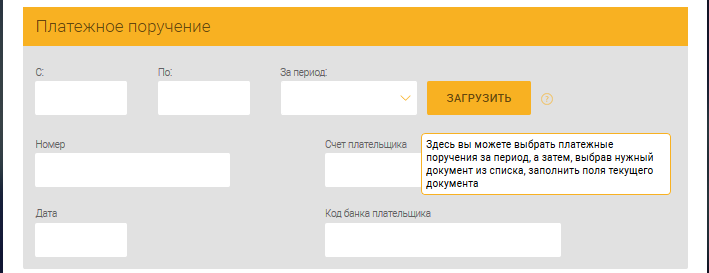 Платежное поручение
С: По: За период:
ЗАГРУЗИТЬ ?
Номер Счет плательщика
Здесь вы можете выбрать платежные
поручения за период, а затем, выбрав нужный
документ из списка, заполнить поля текущего
документа
Дата Код банка плательщика